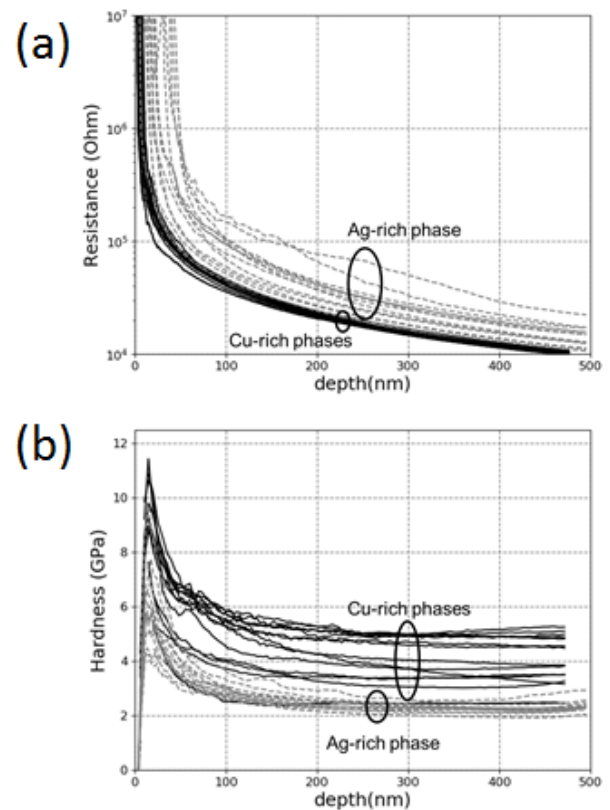 (a)
10⁷
10⁶
10⁵
10⁴
Resistance (Ohm)
Ag-rich phase
Cu-rich phases
0 100 200 300 400 500
depth(nm)
(b)
12
10
8
6
4
2
0
Hardness (GPa)
Cu-rich phases
Ag-rich phase
0 100 200 300 400 500
depth(nm)